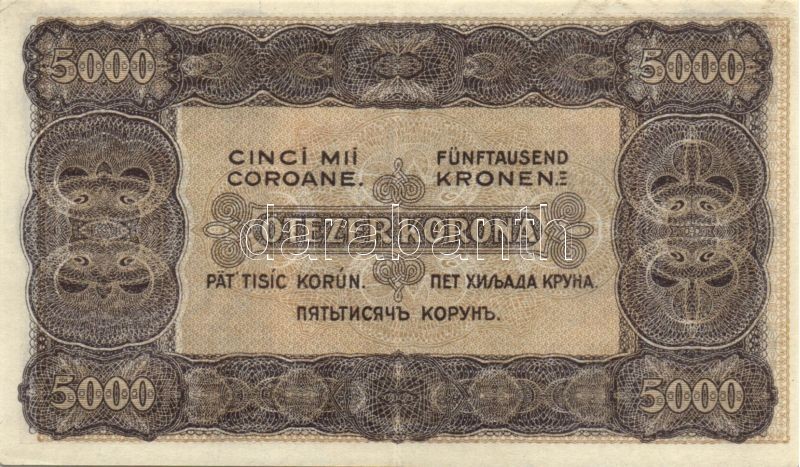 5000 5000
CINCI MII
COROANE.
FÜNFTAUSEND
KRONEN.
ÖTEZER KORONA
darabanth
PÄT TISÍC KORÚN. ПЕТ ХИЉАДА КРУНА.
ПЯТЬТИСЯЧЪ КОРУНЪ.
5000 5000